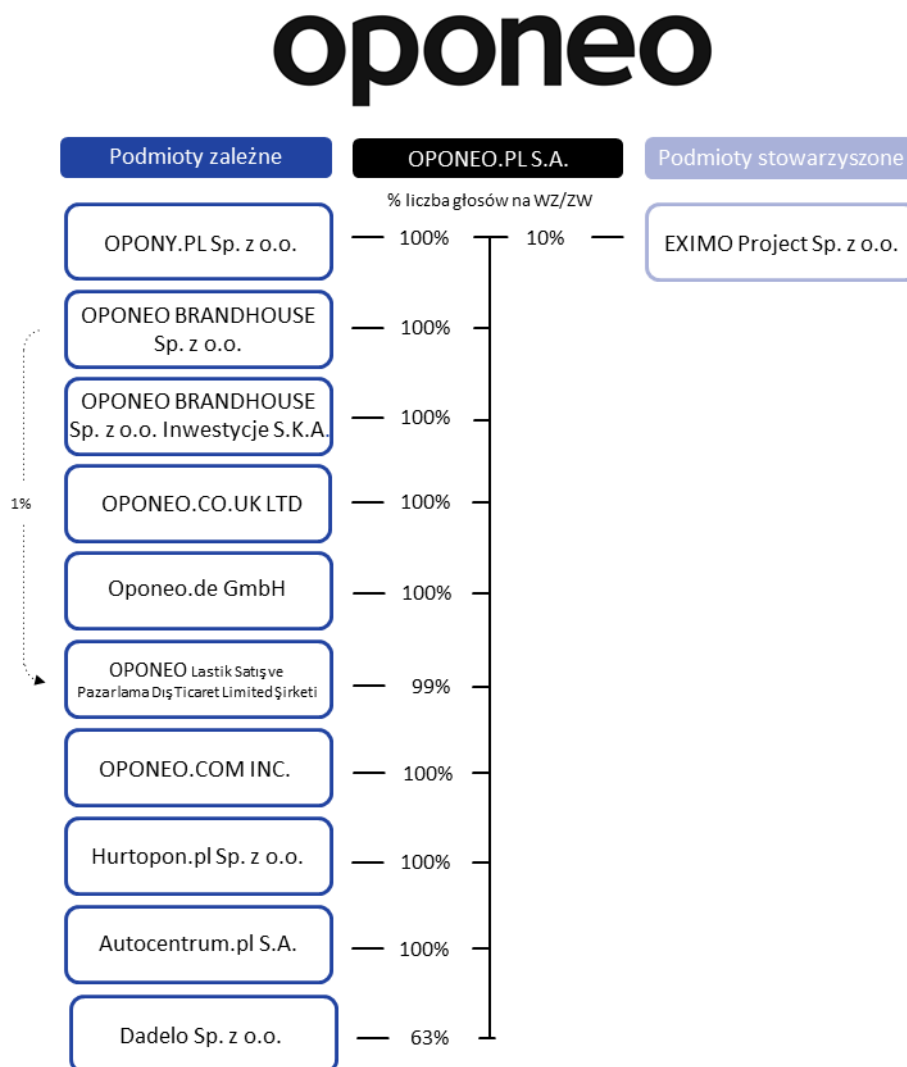 oponeo
Podmioty zależne
OPONEO.PL S.A.
Podmioty stowarzyszone
% liczba głosów na WZ/ZW
OPONY.PL Sp. z o.o.
100%
10%
EXIMO Project Sp. z o.o.
OPONEO BRANDHOUSE
Sp. z o.o.
100%
OPONEO BRANDHOUSE
Sp. z o.o. Inwestycje S.K.A.
100%
1%
OPONEO.CO.UK LTD
100%
Oponeo.de GmbH
100%
OPONEO Lastik Satış ve
Pazarlama Dış Ticaret Limited Şirketi
99%
OPONEO.COM INC.
100%
Hurtopon.pl Sp. z o.o.
100%
Autocentrum.pl S.A.
100%
Dadelo Sp. z o.o.
63%